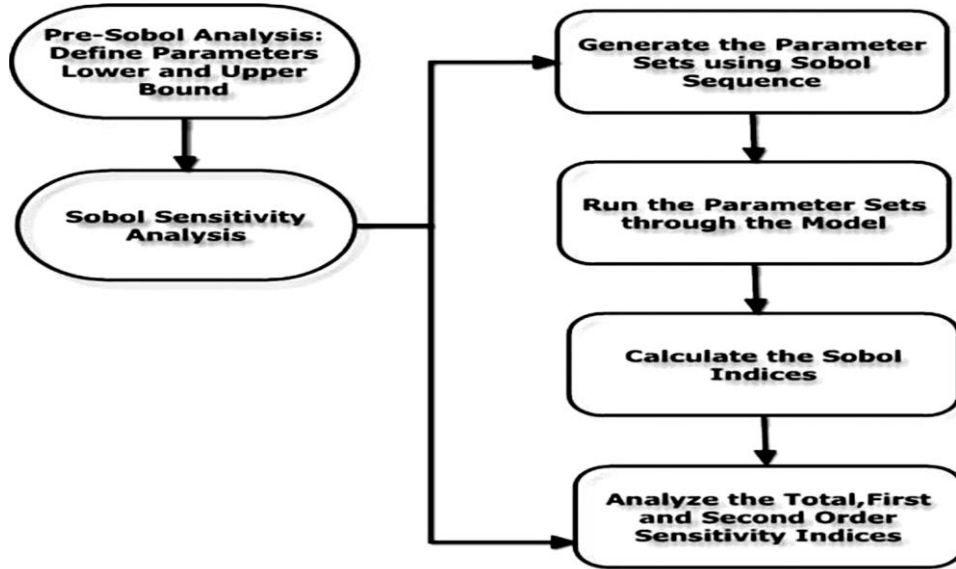 Pre-Sobol Analysis:
Define Parameters
Lower and Upper
Bound
Sobol Sensitivity
Analysis
Generate the Parameter
Sets using Sobol
Sequence
Run the Parameter Sets
through the Model
Calculate the Sobol
Indices
Analyze the Total,First
and Second Order
Sensitivity Indices